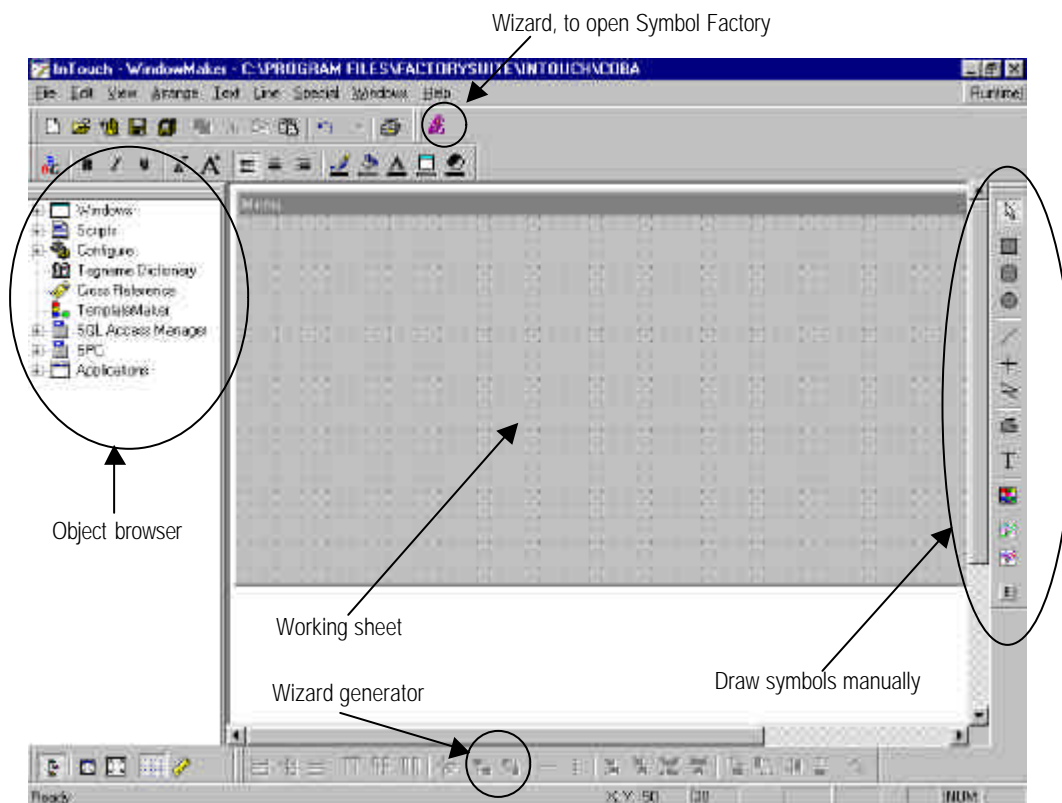 Wizard, to open Symbol Factory
InTouch - WindowMaker - C:\PROGRAM FILES\FACTORYSUITE\INTOUCH\COBA
File Edit View Arrange Text Line Special Windows Help
Runtime!
Menu
Windows
Scripts
Configure
Tagname Dictionary
Cross Reference
TemplateMaker
SQL Access Manager
SPC
Applications
Object browser
Working sheet
Wizard generator
Draw symbols manually
Ready
X, Y: 50
NUM